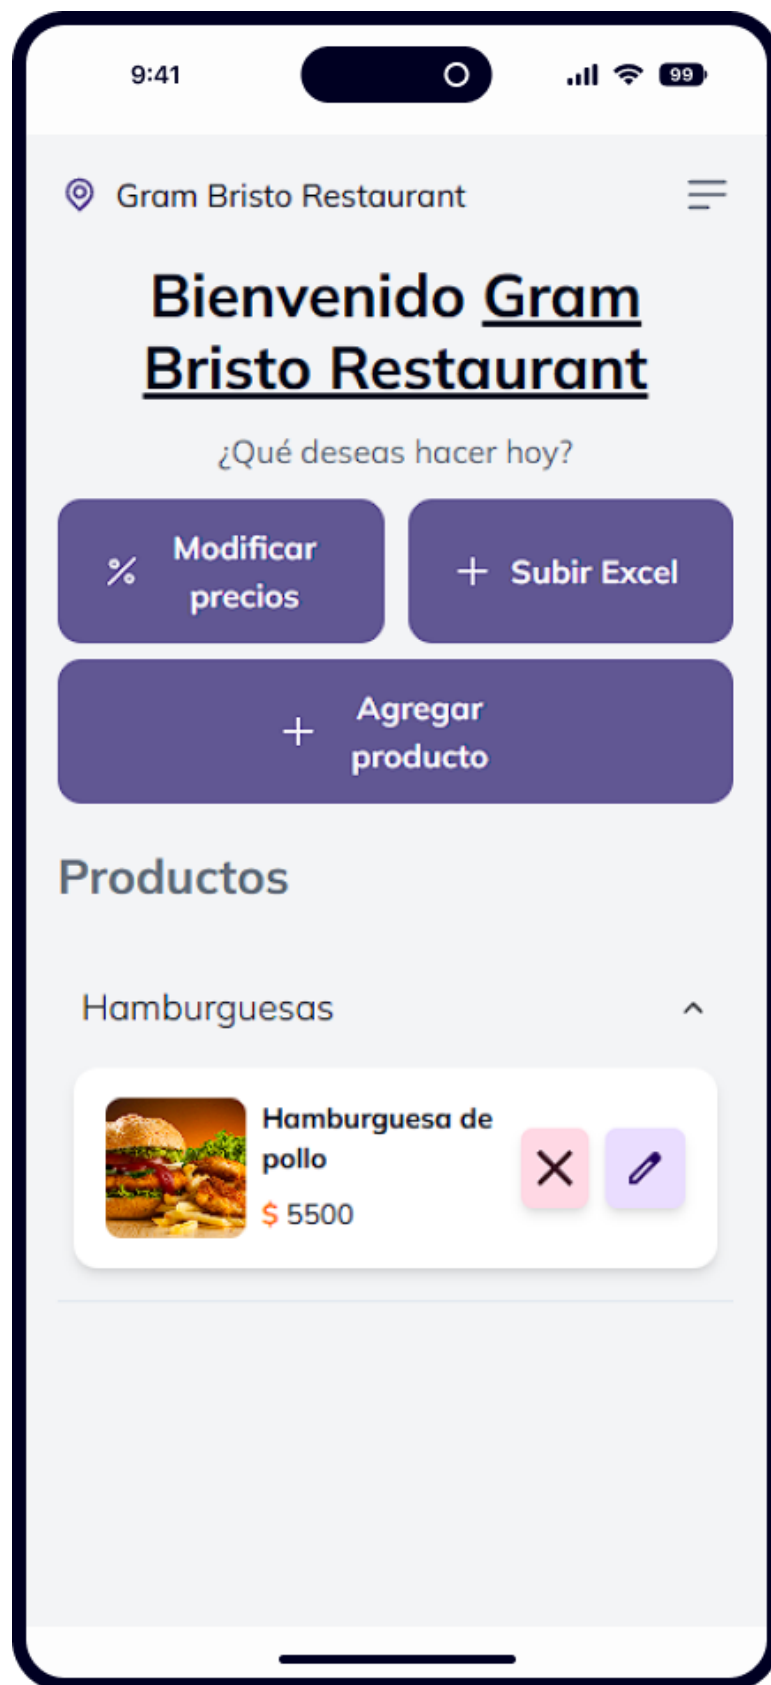 9:41
99
Gram Bristo Restaurant
Bienvenido Gram
Bristo Restaurant
¿Qué deseas hacer hoy?
Modificar
precios
Subir Excel
Agregar
producto
Productos
Hamburguesas
Hamburguesa de
pollo
$ 5500